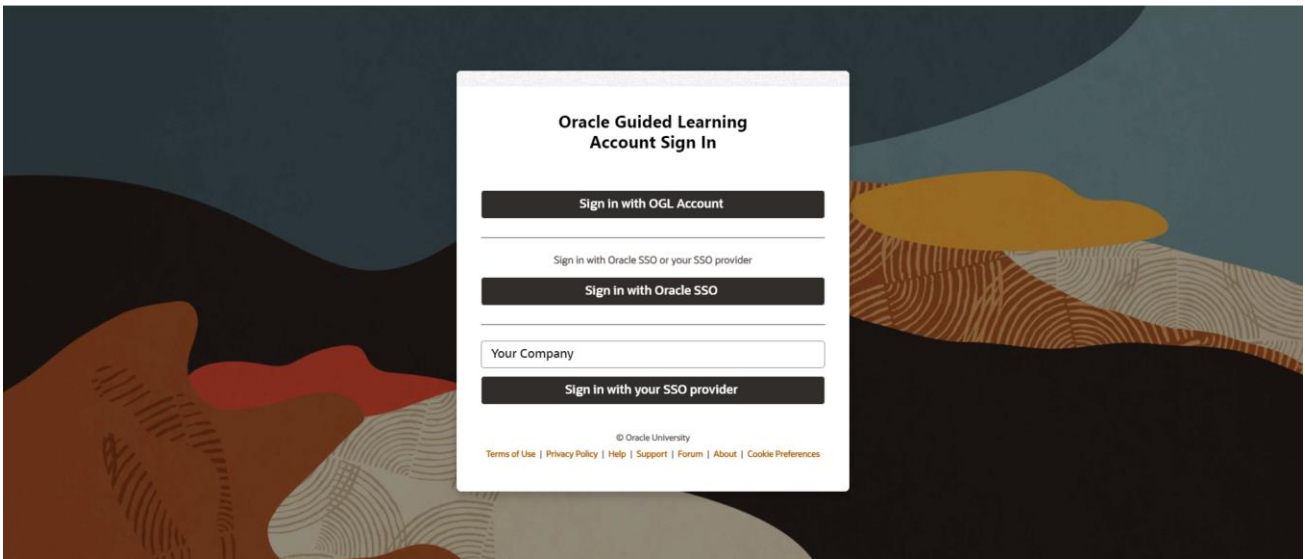 Oracle Guided Learning
Account Sign In
Sign in with OGL Account
Sign in with Oracle SSO or your SSO provider
Sign in with Oracle SSO
Your Company
Sign in with your SSO provider
© Oracle University
Terms of Use | Privacy Policy | Help | Support | Forum | About | Cookie Preferences